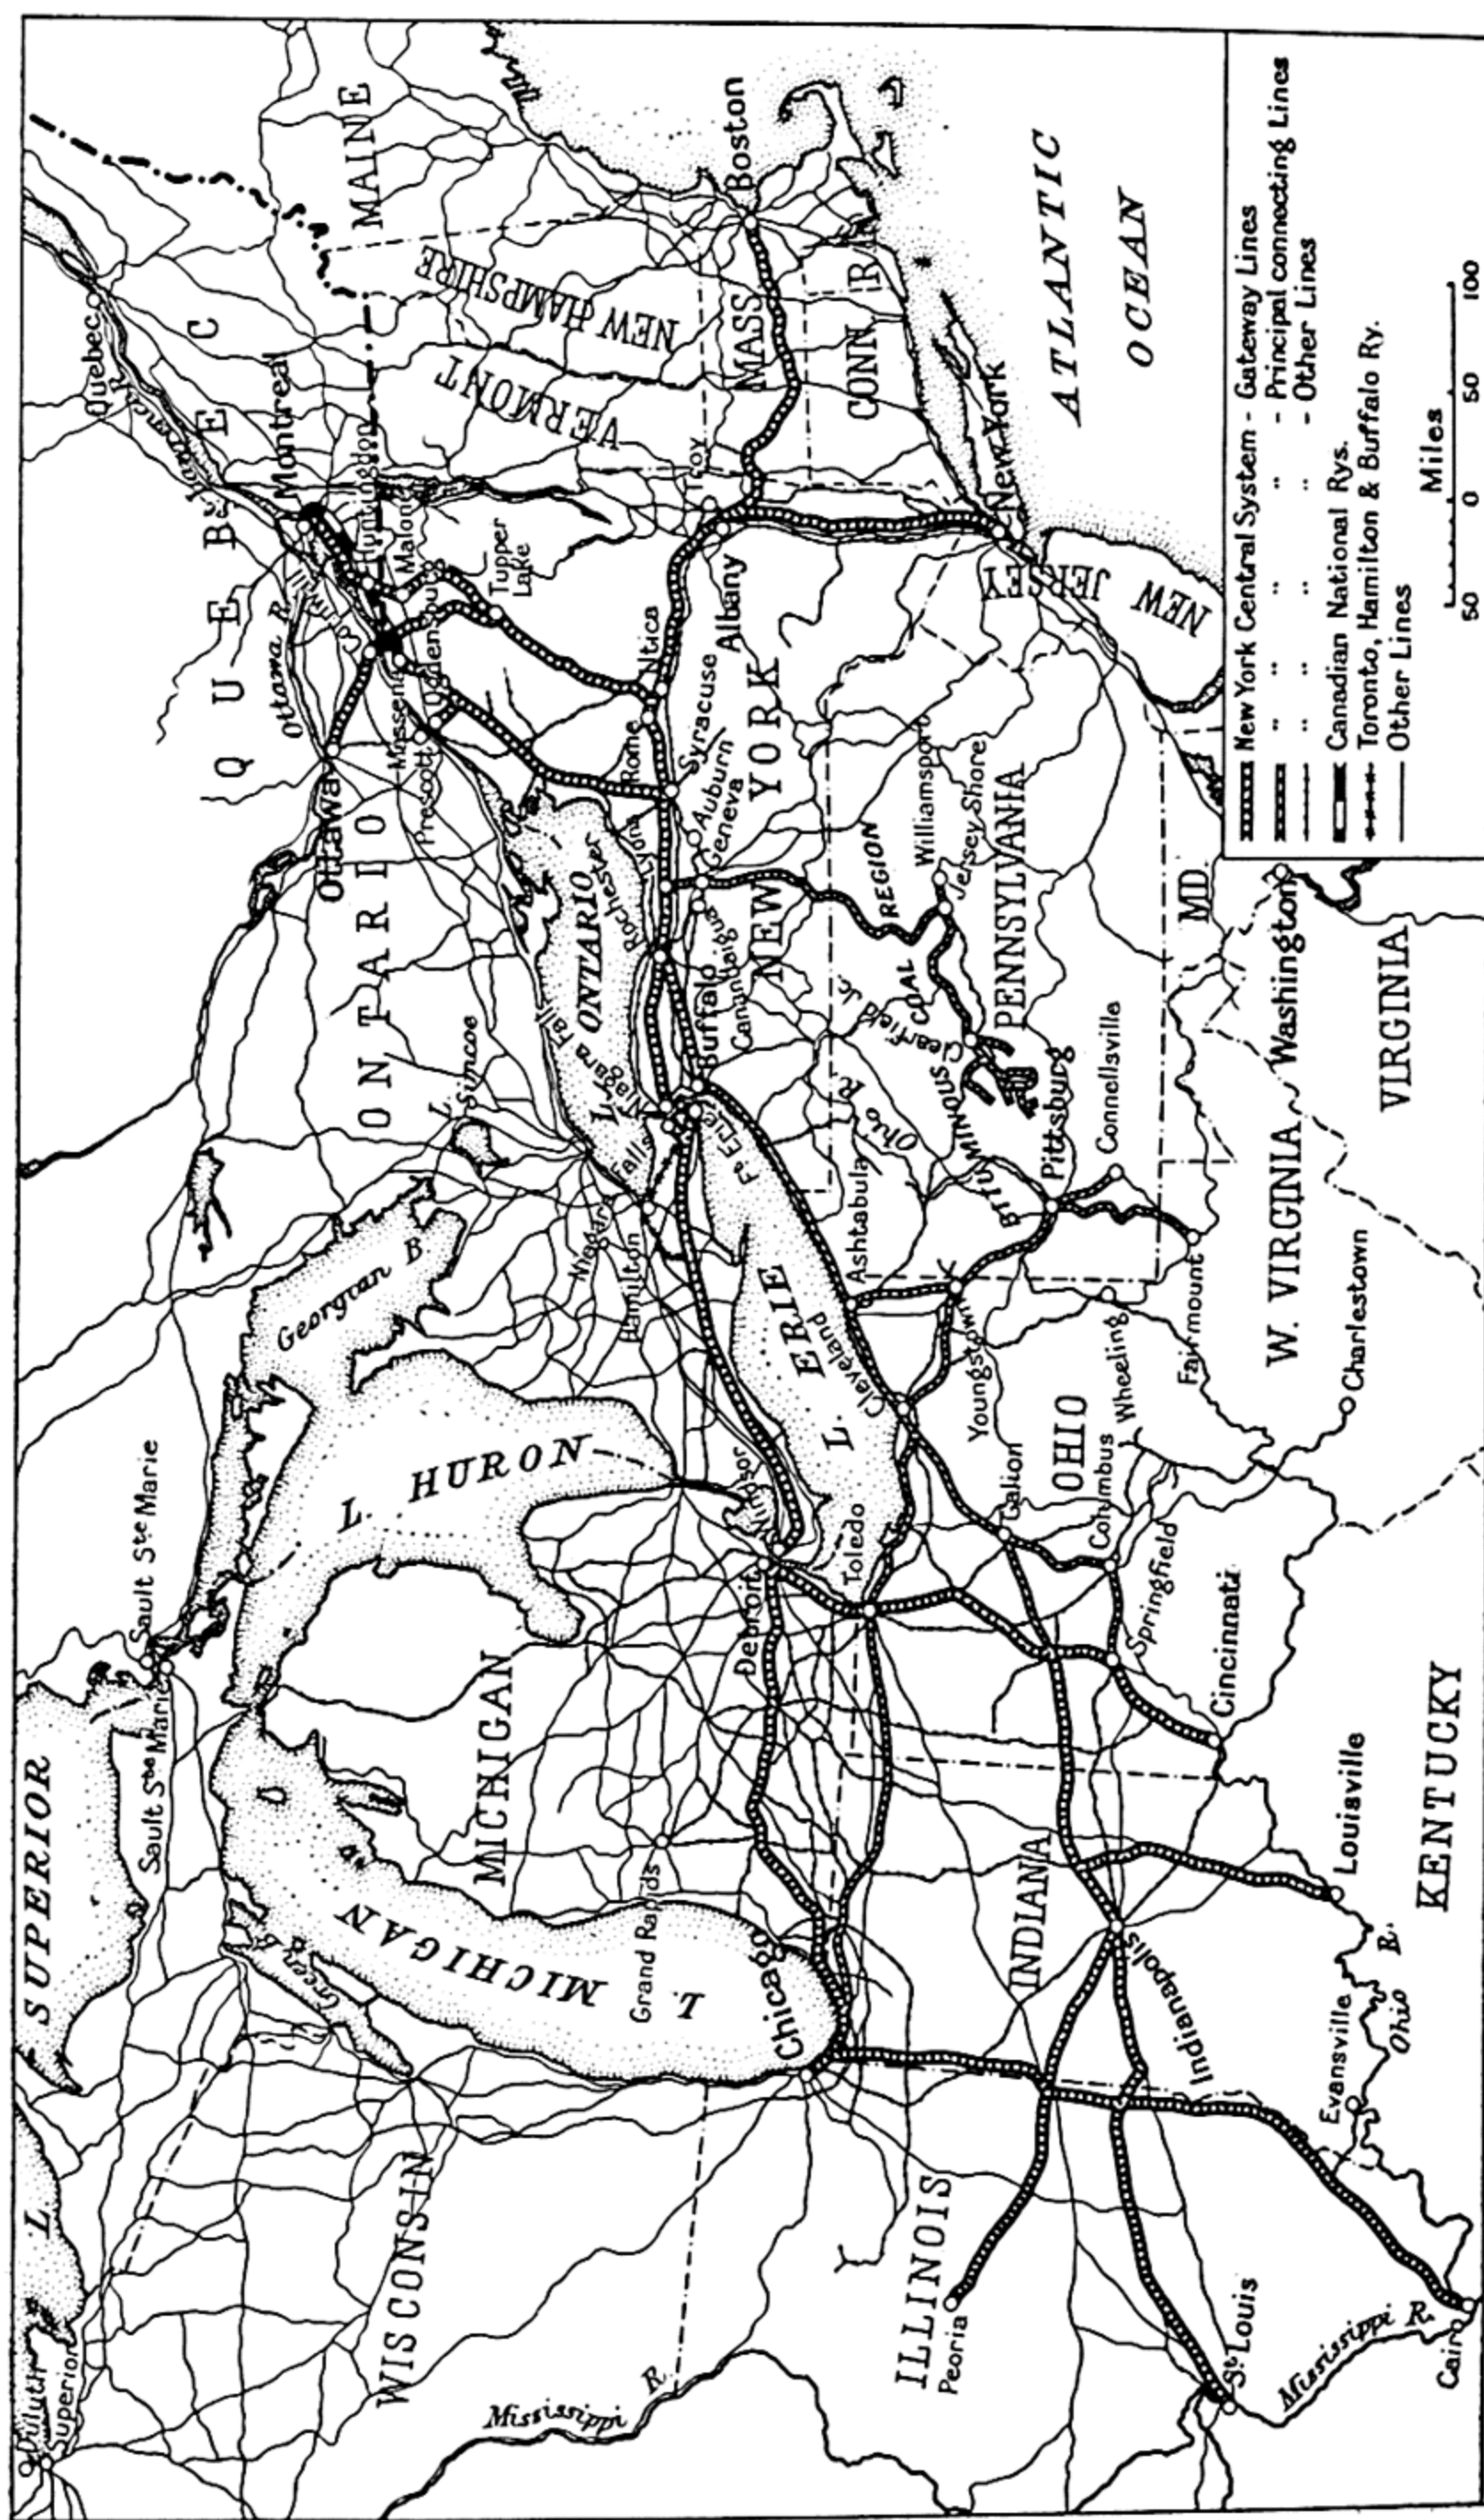 L. SUPERIOR
Duluth
Superior
Sault Ste Marie
Sault Ste Marie
QUEBEC
Quebec
St Lawrence R.
Montreal
Huntingdon
Ottawa R.
Ottawa
ONTARIO
MAINE
Malone
Massena
Ogdensburg
Prescott
Tupper
Lake
VERMONT
NEW HAMPSHIRE
Georgian B
L. Simcoe
L. HURON
L. ONTARIO
L. MICHIGAN
Green B
WISCONSIN
MICHIGAN
Grand Rapids
Niagara Falls
Niagara Falls
Hamilton
Rochester
Lyons
Rome
Utica
Syracuse
Auburn
Geneva
Canandaigua
Buffalo
Ft Erie
Albany
Troy
NEW YORK
MASS
Boston
CONN
R.I.
New York
NEW JERSEY
ATLANTIC
OCEAN
L. ERIE
Windsor
Detroit
Toledo
Cleveland
Ashtabula
Youngstown
Chicago
Ohio R.
BITUMINOUS COAL REGION
Clearfield Jc.
Williamsport
Jersey Shore
PENNSYLVANIA
Pittsburg
Connellsville
Fairmount
Wheeling
OHIO
Galion
Columbus
Springfield
Cincinnati
INDIANA
Indianapolis
ILLINOIS
Peoria
Mississippi R.
St. Louis
Mississippi R.
Cairo
Evansville
Ohio R.
Louisville
KENTUCKY
Charlestown
W. VIRGINIA
VIRGINIA
Washington
MD.
New York Central System - Gateway Lines
" " " " - Principal connecting Lines
" " " " - Other Lines
Canadian National Rys.
Toronto, Hamilton & Buffalo Ry.
Other Lines
Miles
50 0 50 100